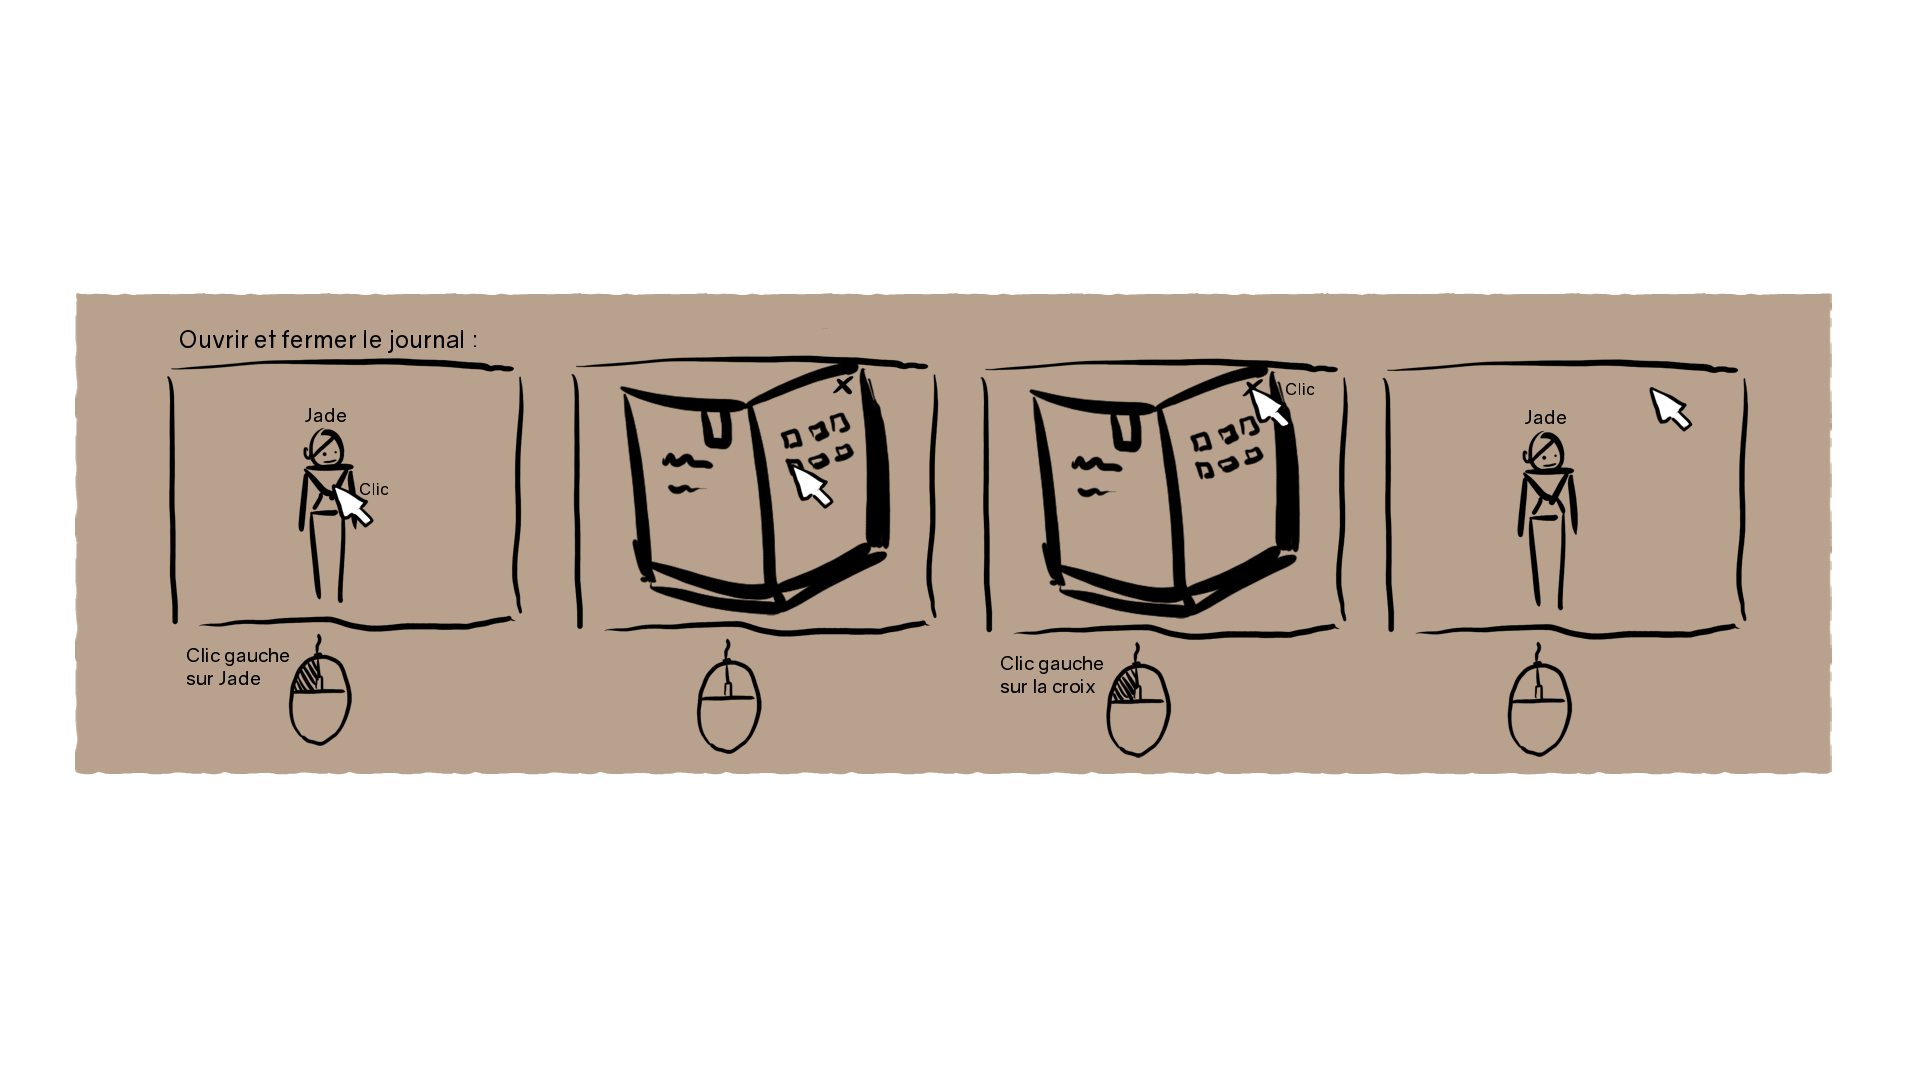 Ouvrir et fermer le journal :
Jade
Clic
Clic
Jade
Clic gauche
sur Jade
Clic gauche
sur la croix